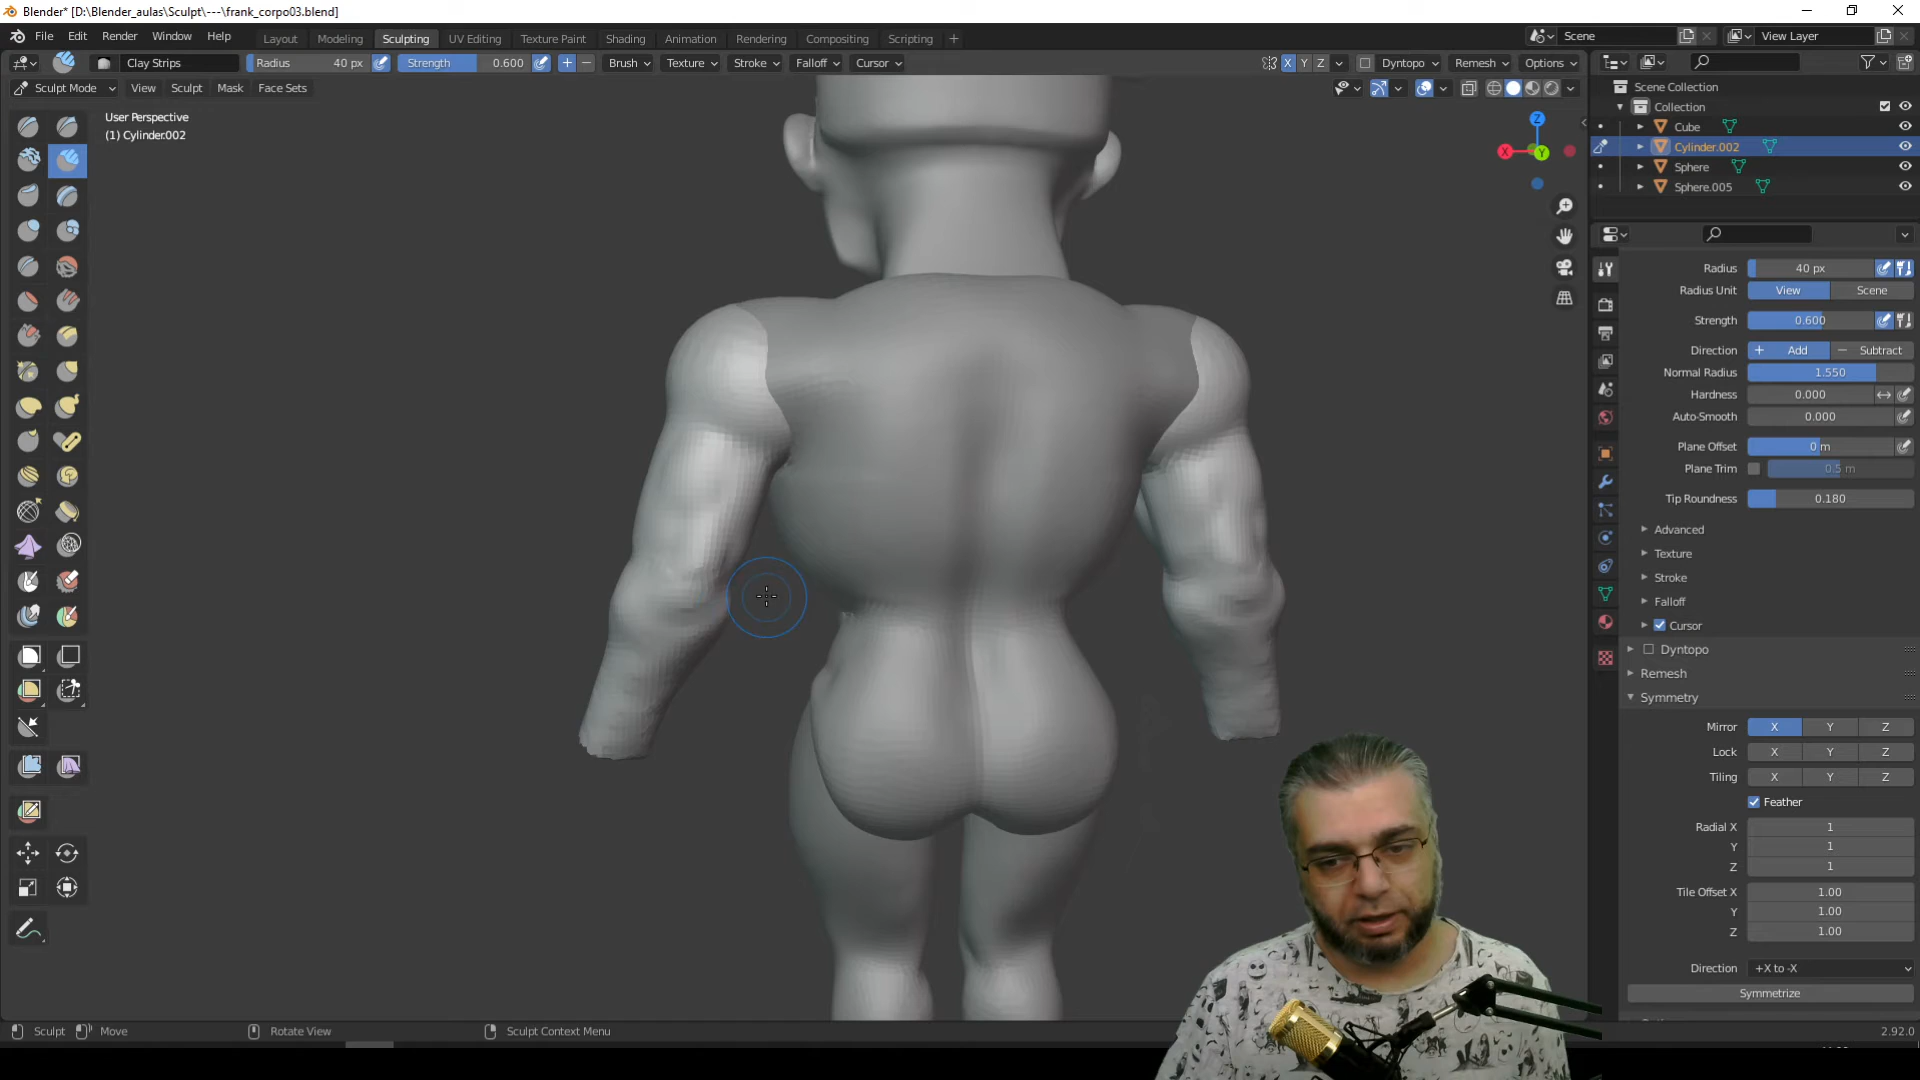 Blender* [D:\Blender_aulas\Sculpt\---\frank_corpo03.blend]
File Edit Render Window Help Layout Modeling Sculpting UV Editing Texture Paint Shading Animation Rendering Compositing Scripting + Scene View Layer
Clay Strips Radius 40 px Strength 0.600 + − Brush Texture Stroke Falloff Cursor X Y Z Dyntopo Remesh Options
Sculpt Mode View Sculpt Mask Face Sets
User Perspective
(1) Cylinder.002
Z
X
Y
Scene Collection
Collection
Cube
Cylinder.002
Sphere
Sphere.005
Radius 40 px
Radius Unit View Scene
Strength 0.600
Direction + Add − Subtract
Normal Radius 1.550
Hardness 0.000
Auto-Smooth 0.000
Plane Offset 0 m
Plane Trim 0.5 m
Tip Roundness 0.180
Advanced
Texture
Stroke
Falloff
Cursor
Dyntopo
Remesh
Symmetry
Mirror X Y Z
Lock X Y Z
Tiling X Y Z
Feather
Radial X 1
Y 1
Z 1
Tile Offset X 1.00
Y 1.00
Z 1.00
Direction +X to -X
Symmetrize
Sculpt Move Rotate View Sculpt Context Menu 2.92.0